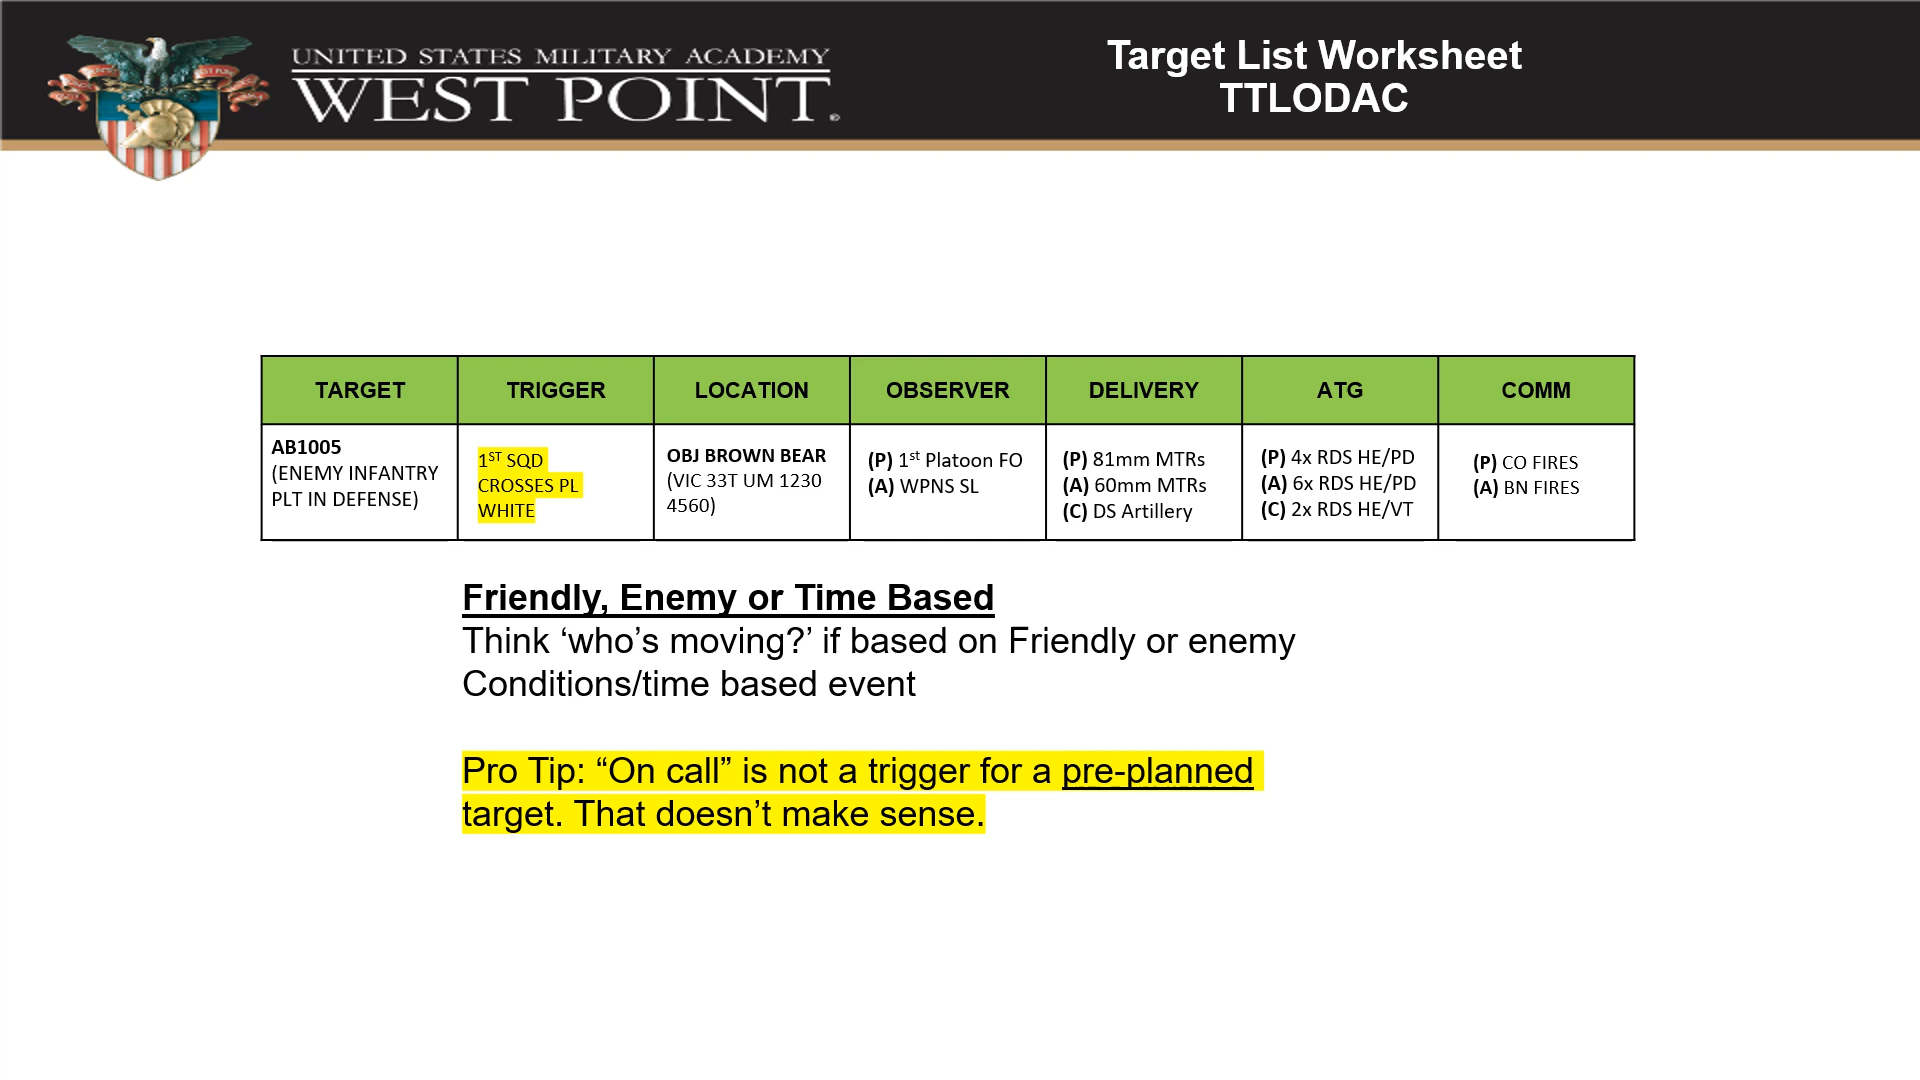 UNITED STATES MILITARY ACADEMY
WEST POINT.
Target List Worksheet
TTLODAC
TARGET TRIGGER LOCATION OBSERVER DELIVERY ATG COMM
AB1005
(ENEMY INFANTRY
PLT IN DEFENSE)
1ST SQD
CROSSES PL
WHITE
OBJ BROWN BEAR
(VIC 33T UM 1230
4560)
(P) 1st Platoon FO
(A) WPNS SL
(P) 81mm MTRs
(A) 60mm MTRs
(C) DS Artillery
(P) 4x RDS HE/PD
(A) 6x RDS HE/PD
(C) 2x RDS HE/VT
(P) CO FIRES
(A) BN FIRES
Friendly, Enemy or Time Based
Think ‘who’s moving?’ if based on Friendly or enemy
Conditions/time based event
Pro Tip: “On call” is not a trigger for a pre-planned
target. That doesn’t make sense.